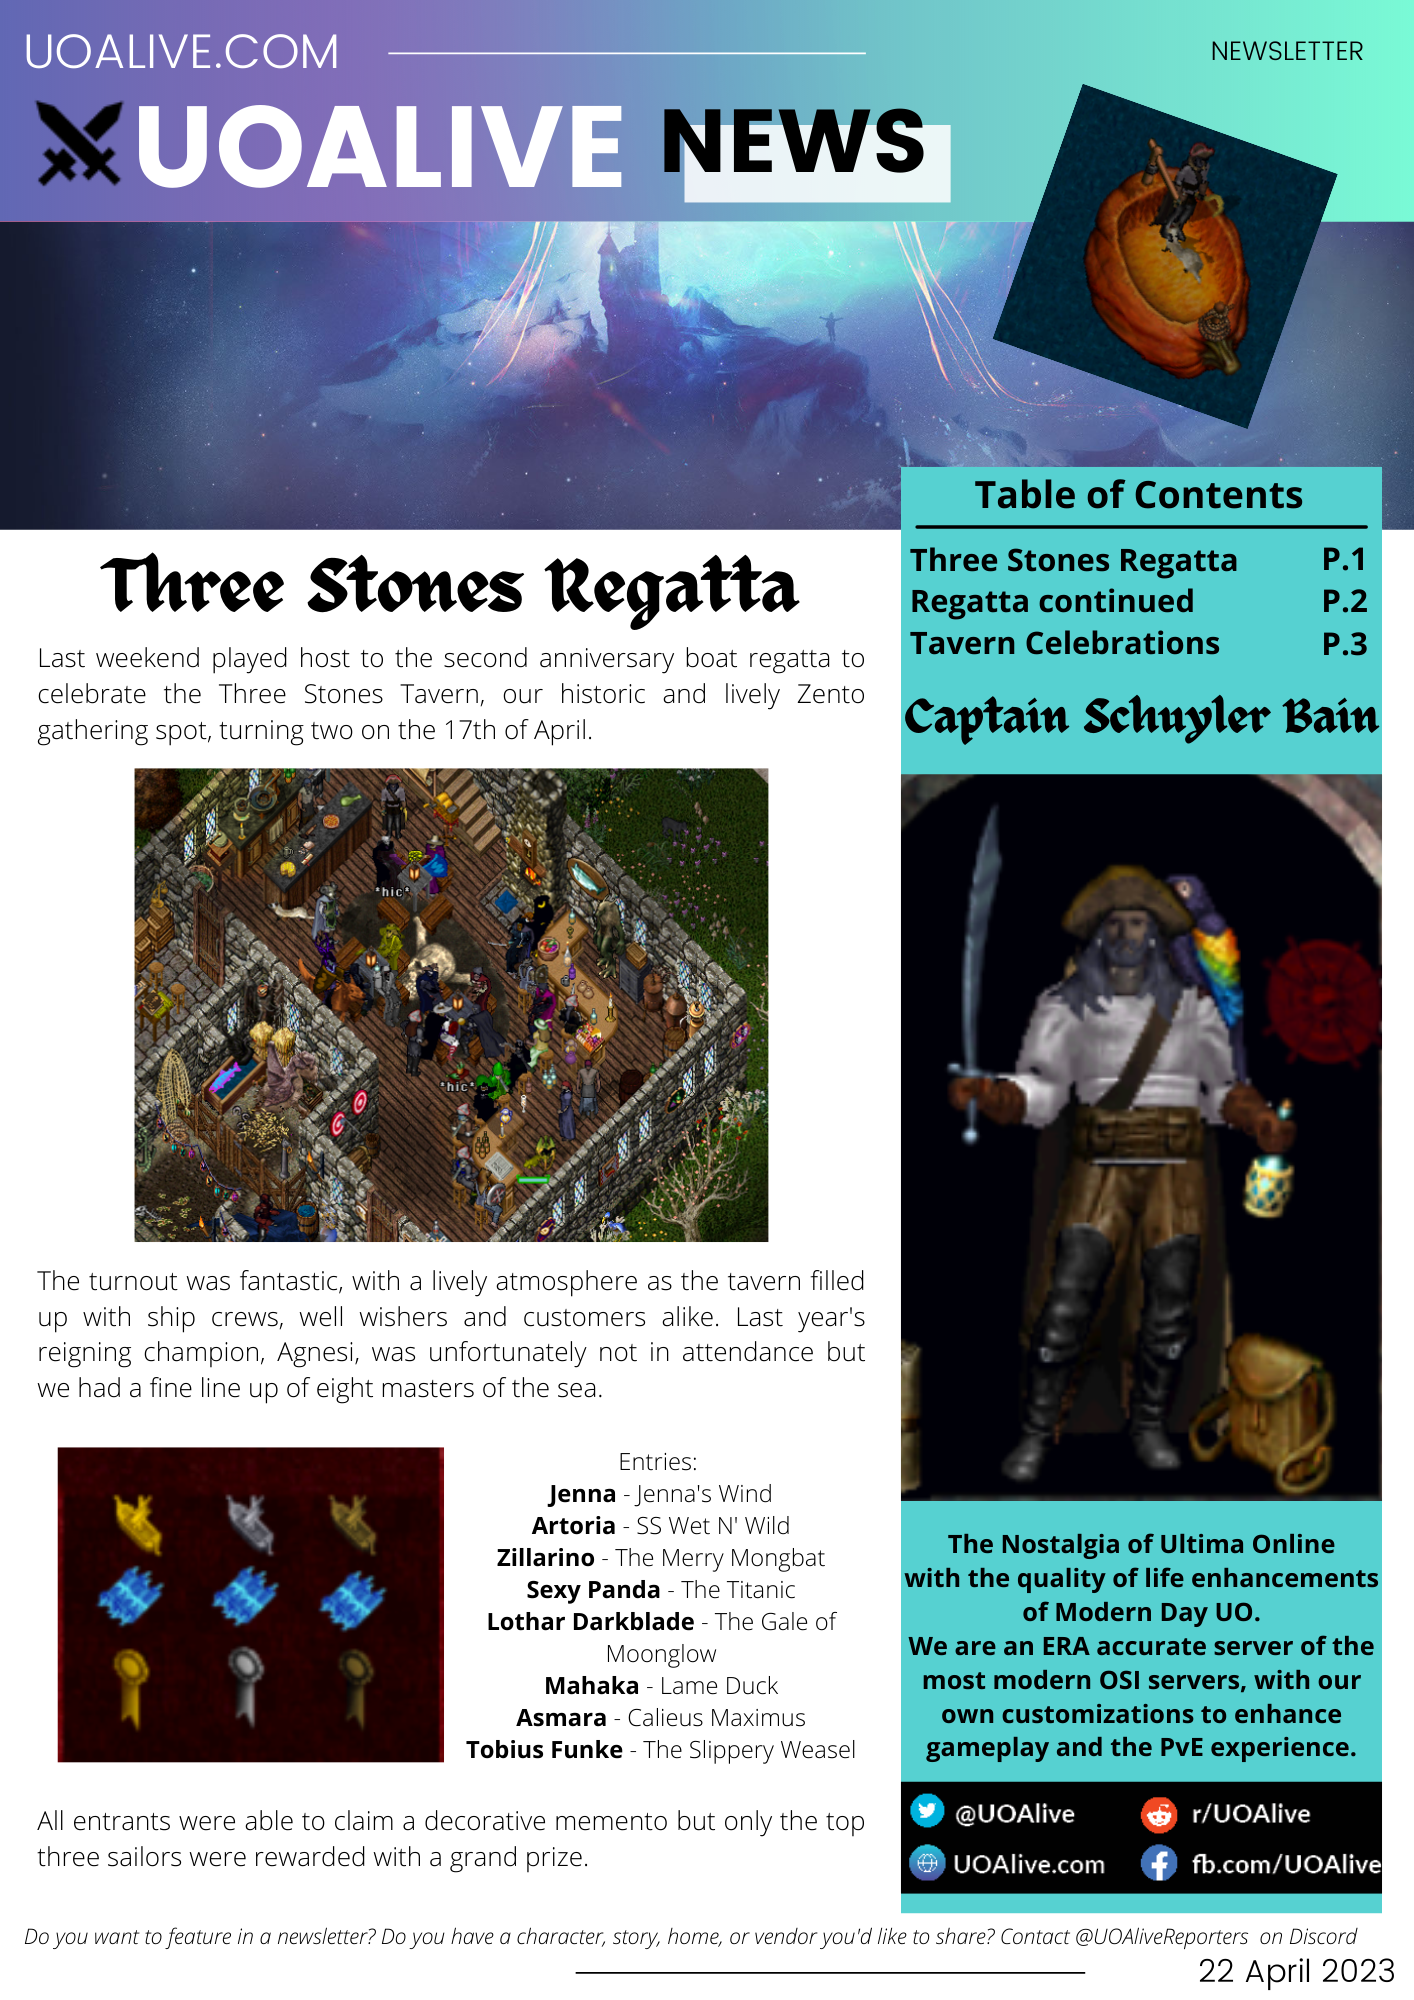 UOALIVE.COM
NEWSLETTER
UOALIVE NEWS
Table of Contents
Three Stones Regatta P.1
Regatta continued P.2
Tavern Celebrations P.3
Three Stones Regatta
Last weekend played host to the second anniversary boat regatta to
celebrate the Three Stones Tavern, our historic and lively Zento
gathering spot, turning two on the 17th of April.
*hic*
*hic*
The turnout was fantastic, with a lively atmosphere as the tavern filled
up with ship crews, well wishers and customers alike. Last year's
reigning champion, Agnesi, was unfortunately not in attendance but
we had a fine line up of eight masters of the sea.
Entries:
Jenna - Jenna's Wind
Artoria - SS Wet N' Wild
Zillarino - The Merry Mongbat
Sexy Panda - The Titanic
Lothar Darkblade - The Gale of
Moonglow
Mahaka - Lame Duck
Asmara - Calieus Maximus
Tobius Funke - The Slippery Weasel
All entrants were able to claim a decorative memento but only the top
three sailors were rewarded with a grand prize.
Captain Schuyler Bain
The Nostalgia of Ultima Online
with the quality of life enhancements
of Modern Day UO.
We are an ERA accurate server of the
most modern OSI servers, with our
own customizations to enhance
gameplay and the PvE experience.
@UOAlive
r/UOAlive
UOAlive.com
fb.com/UOAlive
Do you want to feature in a newsletter? Do you have a character, story, home, or vendor you'd like to share? Contact @UOAliveReporters on Discord
22 April 2023